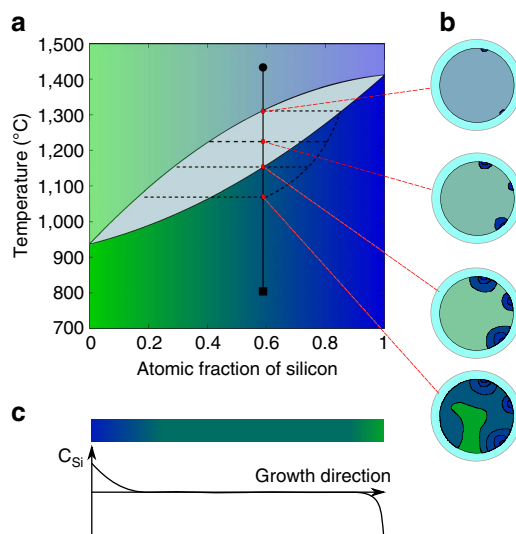 a
b
1,500
1,400
1,300
1,200
1,100
1,000
900
800
700
Temperature (°C)
0 0.2 0.4 0.6 0.8 1
Atomic fraction of silicon
c
C_Si
Growth direction